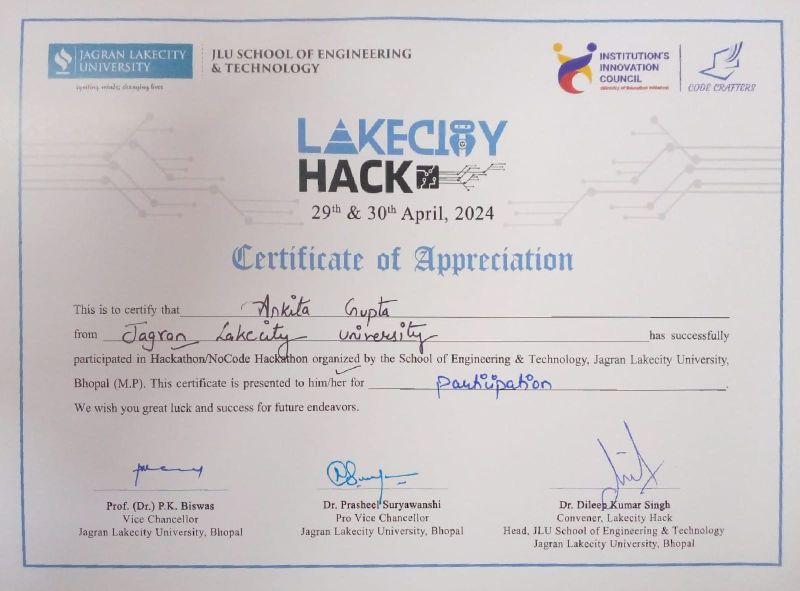 JAGRAN LAKECITY
UNIVERSITY
igniting minds; changing lives
JLU SCHOOL OF ENGINEERING
& TECHNOLOGY
INSTITUTION'S
INNOVATION
COUNCIL
(Ministry of Education Initiative)
CODE CRAFTERS
LAKECITY
HACK
29th & 30th April, 2024
Certificate of Appreciation
This is to certify that Ankita Gupta
from Jagran Lakecity University has successfully
participated in Hackathon/NoCode Hackathon organized by the School of Engineering & Technology, Jagran Lakecity University,
Bhopal (M.P). This certificate is presented to him/her for Participation.
We wish you great luck and success for future endeavors.
Prof. (Dr.) P.K. Biswas
Vice Chancellor
Jagran Lakecity University, Bhopal
Dr. Prasheel Suryawanshi
Pro Vice Chancellor
Jagran Lakecity University, Bhopal
Dr. Dileep Kumar Singh
Convener, Lakecity Hack
Head, JLU School of Engineering & Technology
Jagran Lakecity University, Bhopal